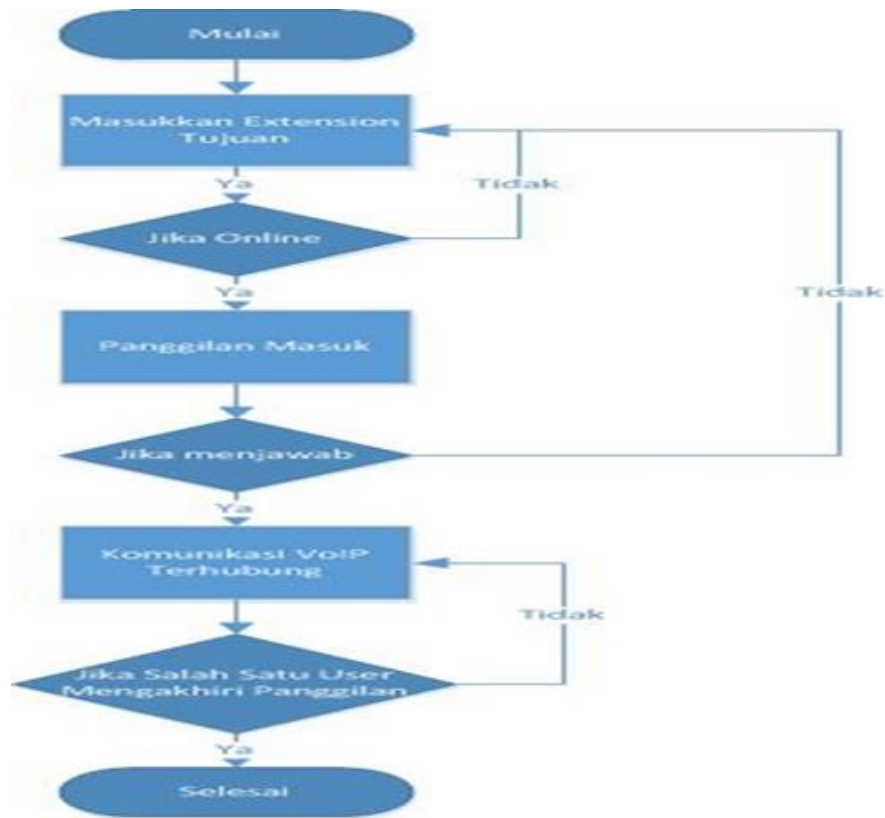 Mulai
Masukkan Extension
Tujuan
Ya
Tidak
Jika Online
Ya
Tidak
Panggilan Masuk
Jika menjawab
Ya
Komunikasi VoIP
Terhubung
Tidak
Jika Salah Satu User
Mengakhiri Panggilan
Ya
Selesai